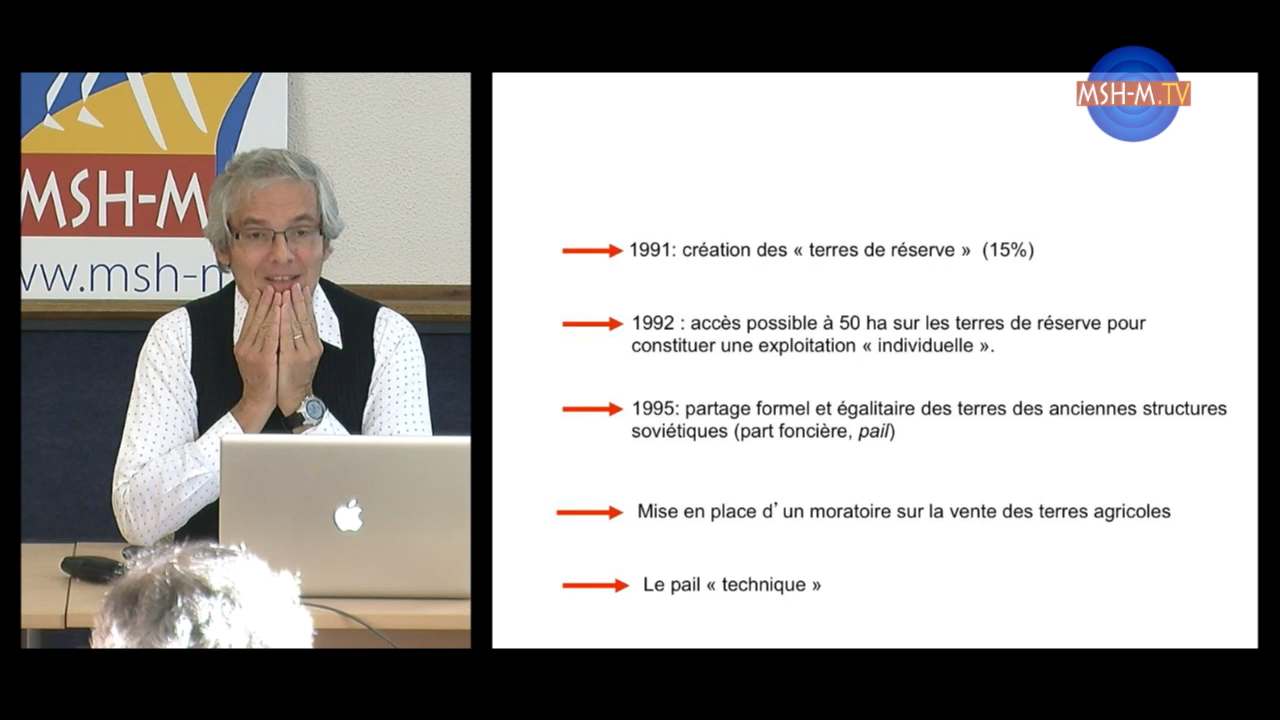 MSH-M
ww.msh-m
MSH-M.TV
1991: création des « terres de réserve » (15%)
1992 : accès possible à 50 ha sur les terres de réserve pour
constituer une exploitation « individuelle ».
1995: partage formel et égalitaire des terres des anciennes structures
soviétiques (part foncière, pail)
Mise en place d’un moratoire sur la vente des terres agricoles
Le pail « technique »